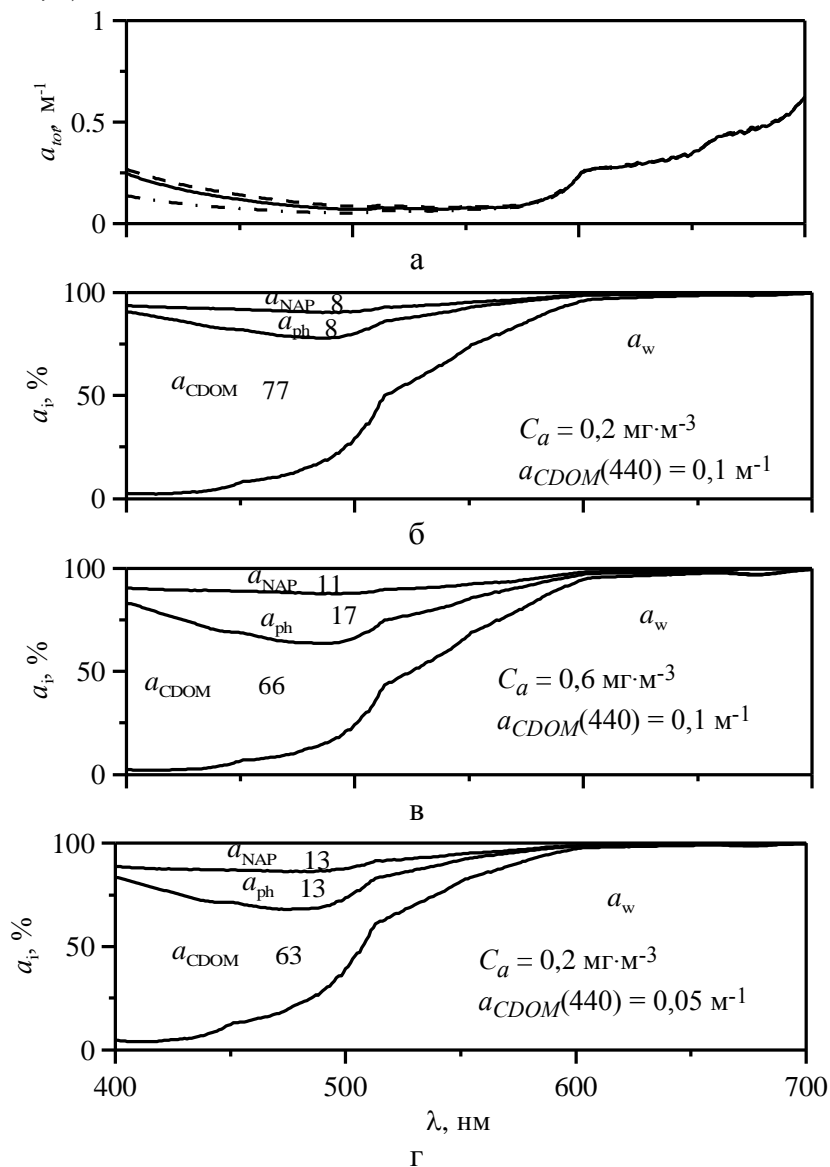 1
a_tot, м⁻¹
0.5
0
а
100
a_NAP 8
a_ph 8
a_w
a_i, %
50
a_CDOM 77
C_a = 0,2 мг·м⁻³
a_CDOM(440) = 0,1 м⁻¹
0
б
100
a_NAP 11
a_ph 17
a_w
a_i, %
50
a_CDOM 66
C_a = 0,6 мг·м⁻³
a_CDOM(440) = 0,1 м⁻¹
0
в
100
a_NAP 13
a_ph 13
a_w
a_i, %
50
a_CDOM 63
C_a = 0,2 мг·м⁻³
a_CDOM(440) = 0,05 м⁻¹
0
400 500 600 700
λ, нм
г